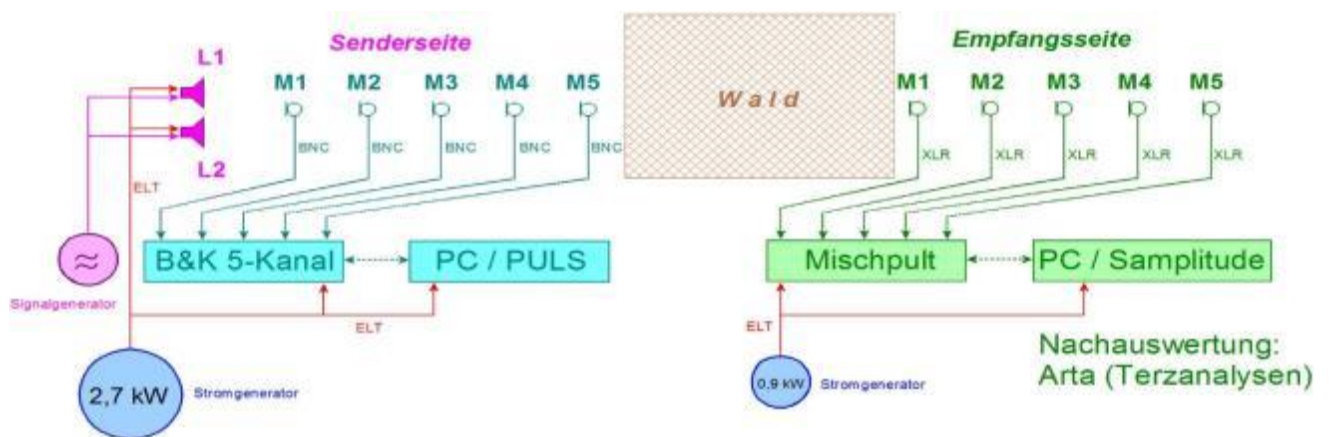 Senderseite
L1
M1 M2 M3 M4 M5
BNC BNC BNC BNC BNC
L2
ELT
B&K 5-Kanal
PC / PULS
≈
Signalgenerator
ELT
2,7 kW
Stromgenerator
Wald
Empfangsseite
M1 M2 M3 M4 M5
XLR XLR XLR XLR XLR
Mischpult
PC / Samplitude
ELT
0,9 kW
Stromgenerator
Nachauswertung:
Arta (Terzanalysen)